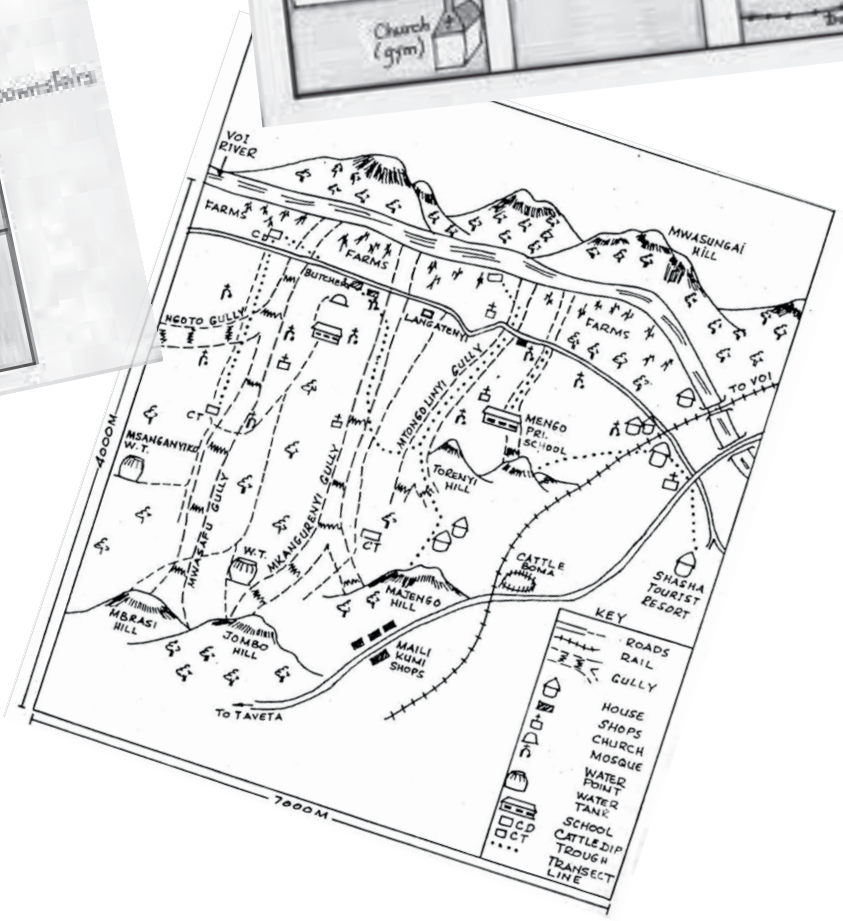 Church
(gym)
VOI
RIVER
FARMS
CD
FARMS
BUTCHERY
MWASUNGAI
HILL
NGOTO GULLY
LANGATENYI
FARMS
TO VOI
CT
MTONGOLINYI GULLY
MENGO
PRI.
SCHOOL
4000M
MSANGANYIKO
W.T.
TORENYI
HILL
MWASAFU GULLY
MKANGURENYI GULLY
W.T.
CT
CATTLE
BOMA
SHASHA
TOURIST
RESORT
MBRASI
HILL
JOMBO
HILL
MAJENGO
HILL
MAILI
KUMI
SHOPS
TO TAVETA
7000M
KEY
ROADS
RAIL
GULLY
HOUSE
SHOPS
CHURCH
MOSQUE
WATER
POINT
WATER
TANK
SCHOOL
CD CATTLE DIP
CT TROUGH
TRANSECT
LINE